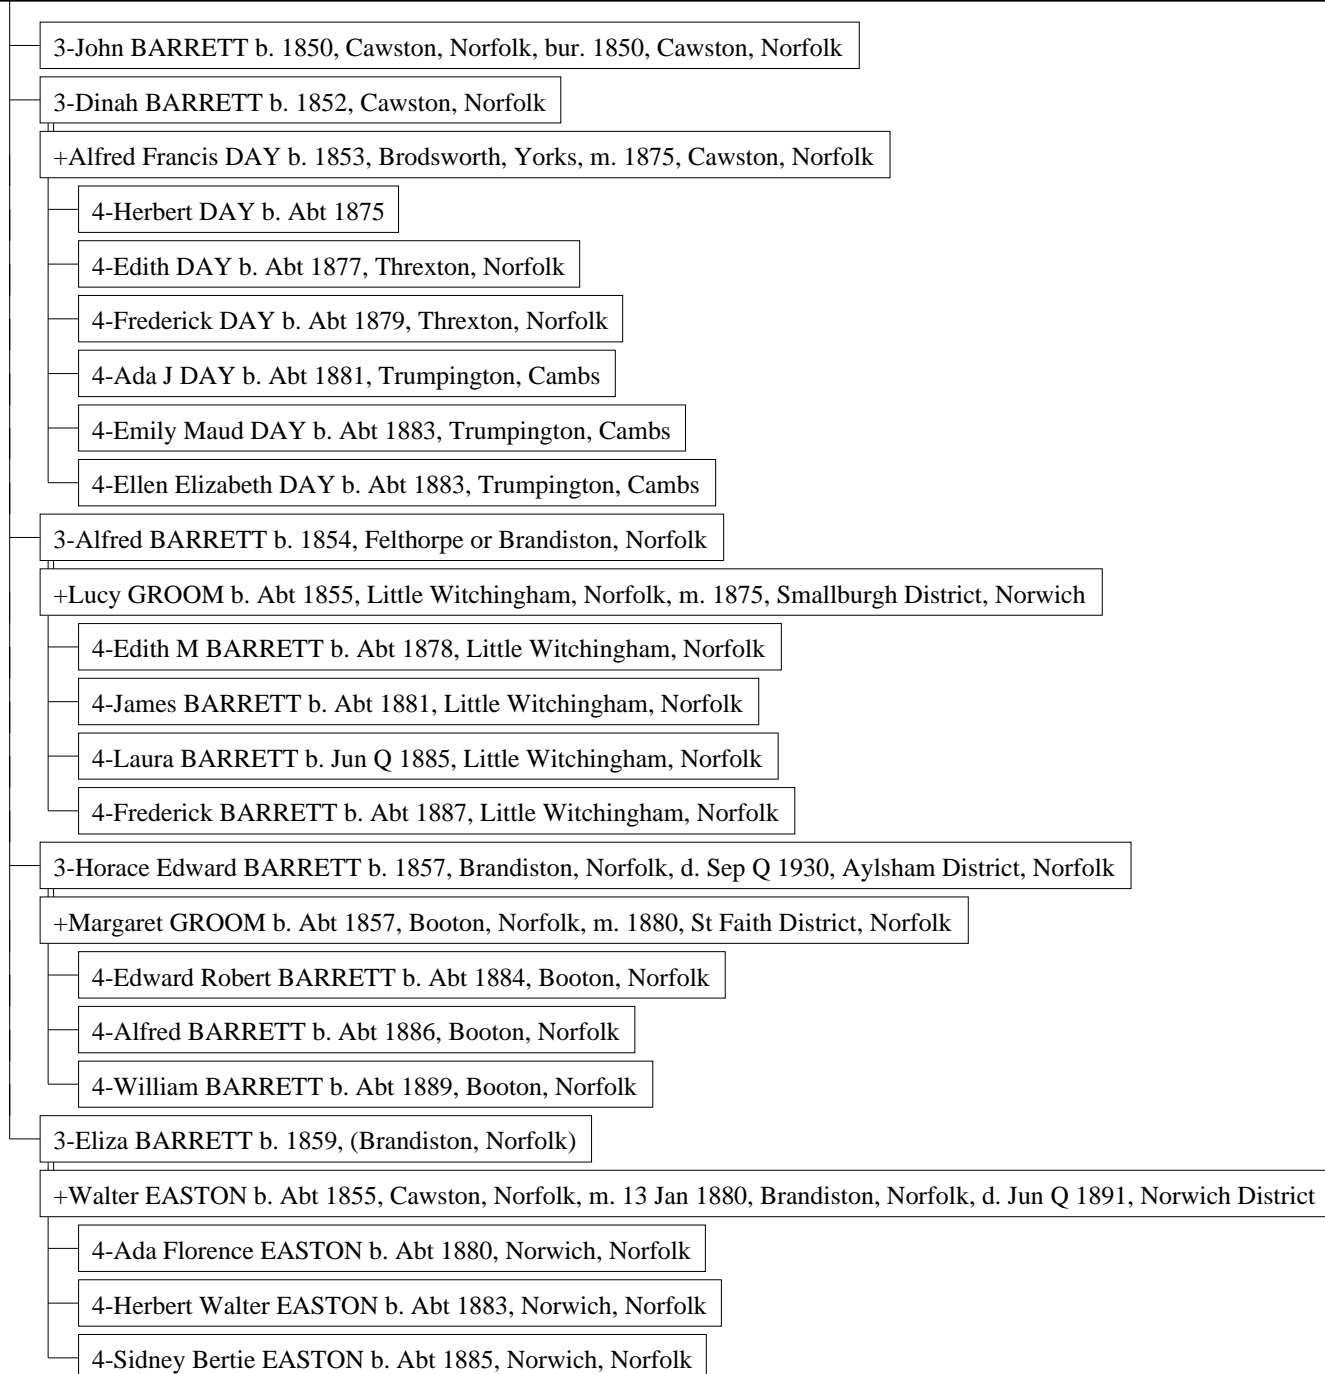 3-John BARRETT b. 1850, Cawston, Norfolk, bur. 1850, Cawston, Norfolk
3-Dinah BARRETT b. 1852, Cawston, Norfolk
+Alfred Francis DAY b. 1853, Brodsworth, Yorks, m. 1875, Cawston, Norfolk
4-Herbert DAY b. Abt 1875
4-Edith DAY b. Abt 1877, Threxton, Norfolk
4-Frederick DAY b. Abt 1879, Threxton, Norfolk
4-Ada J DAY b. Abt 1881, Trumpington, Cambs
4-Emily Maud DAY b. Abt 1883, Trumpington, Cambs
4-Ellen Elizabeth DAY b. Abt 1883, Trumpington, Cambs
3-Alfred BARRETT b. 1854, Felthorpe or Brandiston, Norfolk
+Lucy GROOM b. Abt 1855, Little Witchingham, Norfolk, m. 1875, Smallburgh District, Norwich
4-Edith M BARRETT b. Abt 1878, Little Witchingham, Norfolk
4-James BARRETT b. Abt 1881, Little Witchingham, Norfolk
4-Laura BARRETT b. Jun Q 1885, Little Witchingham, Norfolk
4-Frederick BARRETT b. Abt 1887, Little Witchingham, Norfolk
3-Horace Edward BARRETT b. 1857, Brandiston, Norfolk, d. Sep Q 1930, Aylsham District, Norfolk
+Margaret GROOM b. Abt 1857, Booton, Norfolk, m. 1880, St Faith District, Norfolk
4-Edward Robert BARRETT b. Abt 1884, Booton, Norfolk
4-Alfred BARRETT b. Abt 1886, Booton, Norfolk
4-William BARRETT b. Abt 1889, Booton, Norfolk
3-Eliza BARRETT b. 1859, (Brandiston, Norfolk)
+Walter EASTON b. Abt 1855, Cawston, Norfolk, m. 13 Jan 1880, Brandiston, Norfolk, d. Jun Q 1891, Norwich District
4-Ada Florence EASTON b. Abt 1880, Norwich, Norfolk
4-Herbert Walter EASTON b. Abt 1883, Norwich, Norfolk
4-Sidney Bertie EASTON b. Abt 1885, Norwich, Norfolk